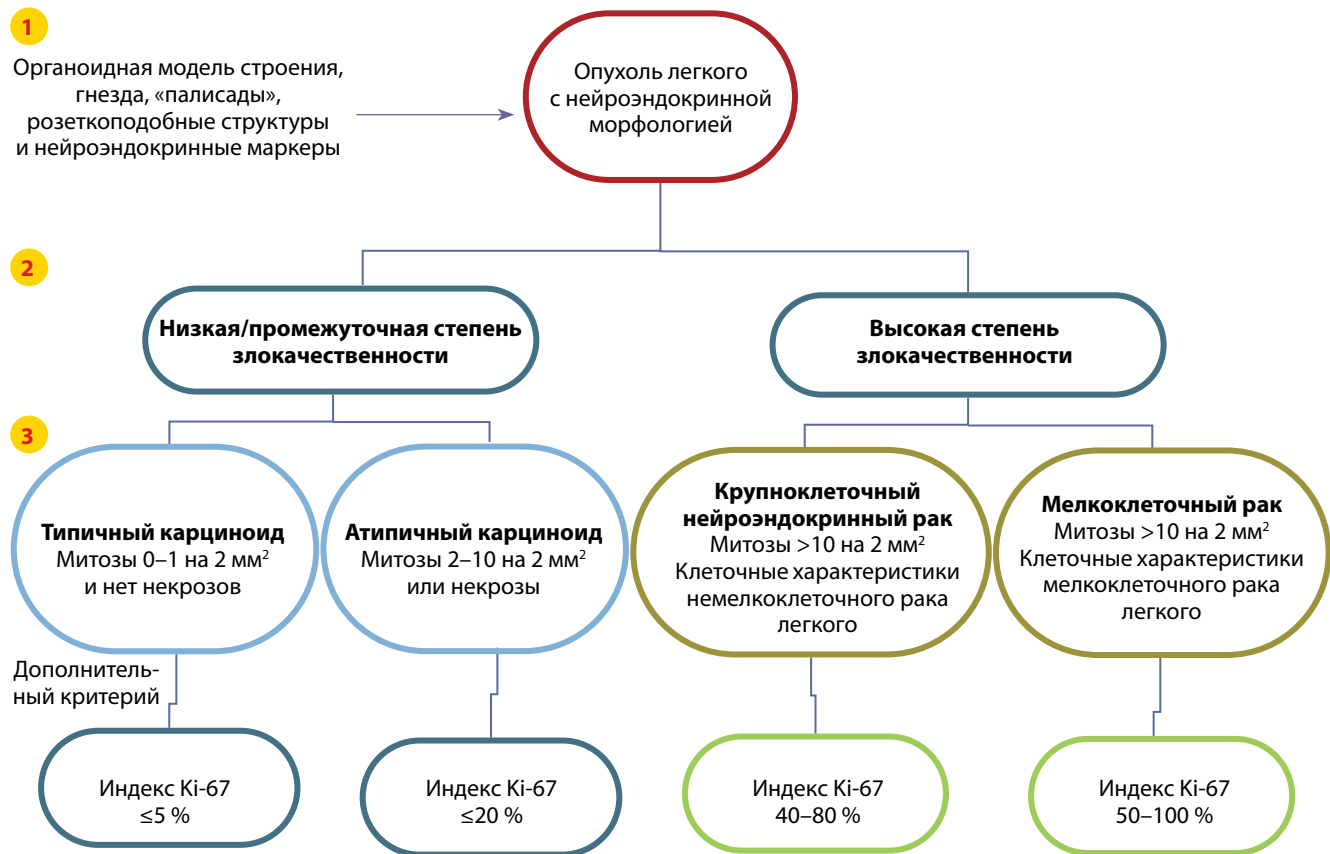 1
Органоидная модель строения,
гнезда, «палисады»,
розеткоподобные структуры
и нейроэндокринные маркеры
Опухоль легкого
с нейроэндокринной
морфологией
2
Низкая/промежуточная степень
злокачественности
Высокая степень
злокачественности
3
Типичный карциноид
Митозы 0–1 на 2 мм²
и нет некрозов
Атипичный карциноид
Митозы 2–10 на 2 мм²
или некрозы
Крупноклеточный
нейроэндокринный рак
Митозы >10 на 2 мм²
Клеточные характеристики
немелкоклеточного рака
легкого
Мелкоклеточный рак
Митозы >10 на 2 мм²
Клеточные характеристики
мелкоклеточного рака
легкого
Дополнитель-
ный критерий
Индекс Ki-67
≤5 %
Индекс Ki-67
≤20 %
Индекс Ki-67
40–80 %
Индекс Ki-67
50–100 %